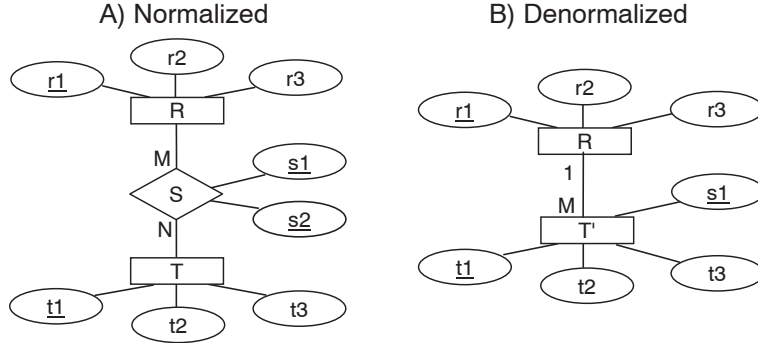 A) Normalized
r1
r2
r3
R
M
S
s1
s2
N
T
t1
t2
t3
B) Denormalized
r1
r2
r3
R
1
M
s1
T'
t1
t2
t3